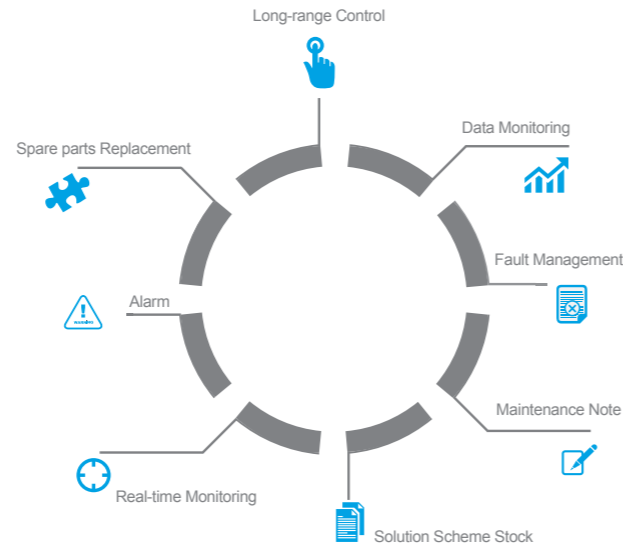 Long-range Control
Data Monitoring
Spare parts Replacement
Fault Management
Alarm
WARNING
Maintenance Note
Real-time Monitoring
Solution Scheme Stock